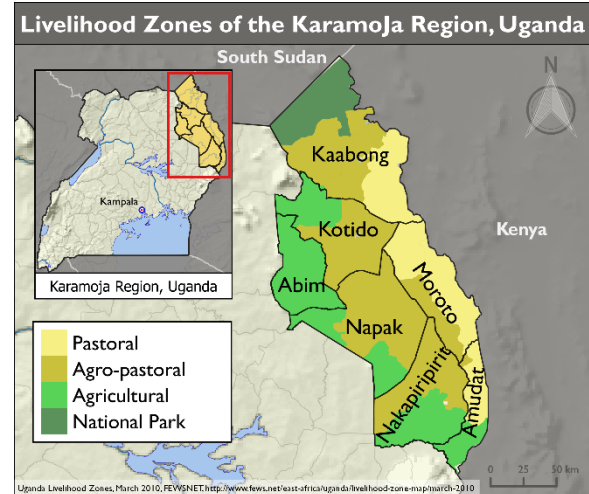 Livelihood Zones of the KaramoJa Region, Uganda
South Sudan
N
Kaabong
Kampala
Kotido
Kenya
Karamoja Region, Uganda
Abim
Moroto
Napak
Pastoral
Agro-pastoral
Agricultural
National Park
Nakapiripirit
Amudat
0 25 50 km
Uganda Livelihood Zones, March 2010, FEWSNET, http://www.fews.net/east-africa/uganda/livelihood-zone-map/march-2010